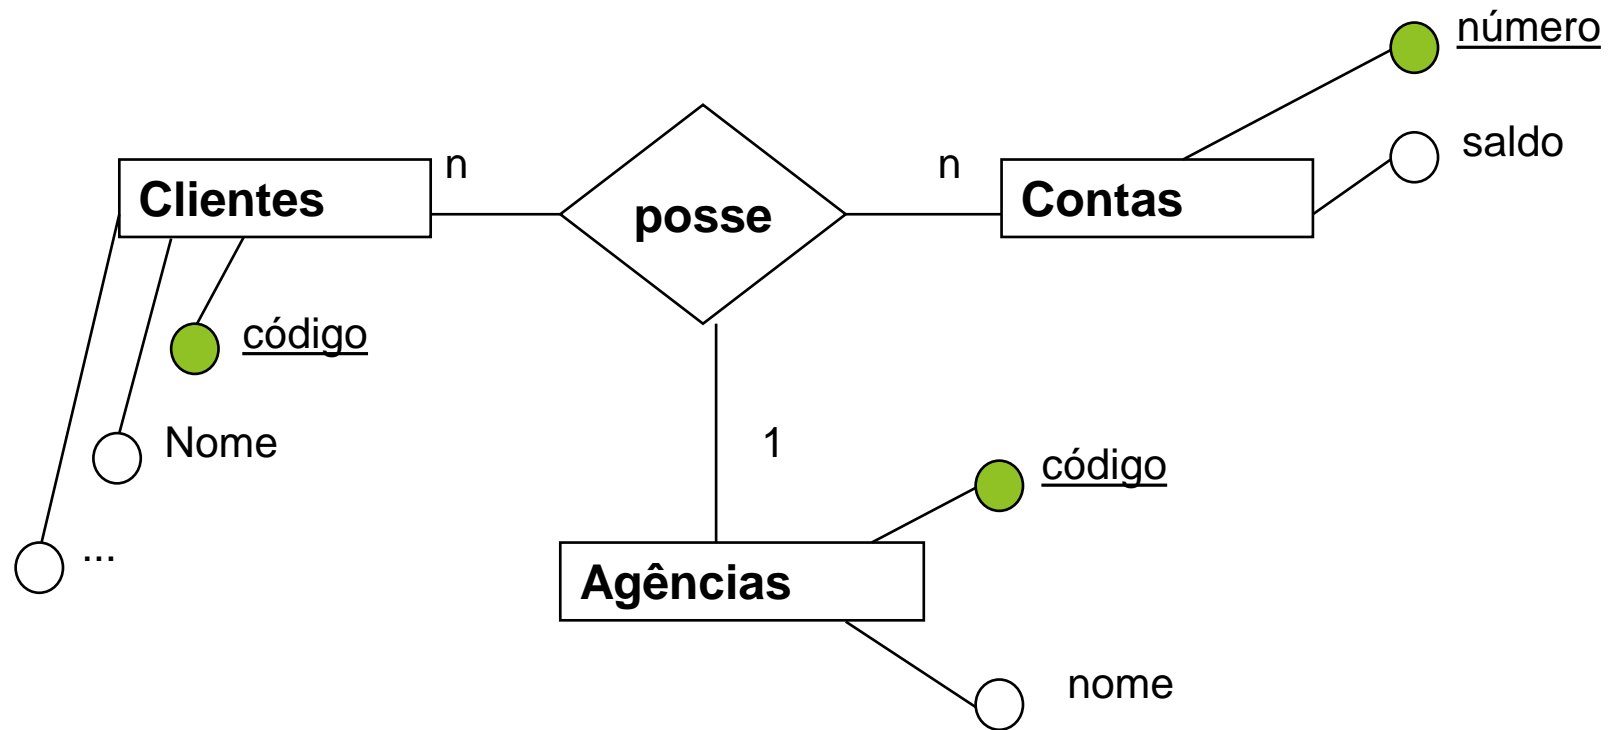 número
saldo
n
n
Clientes
posse
Contas
código
Nome
1
código
...
Agências
nome